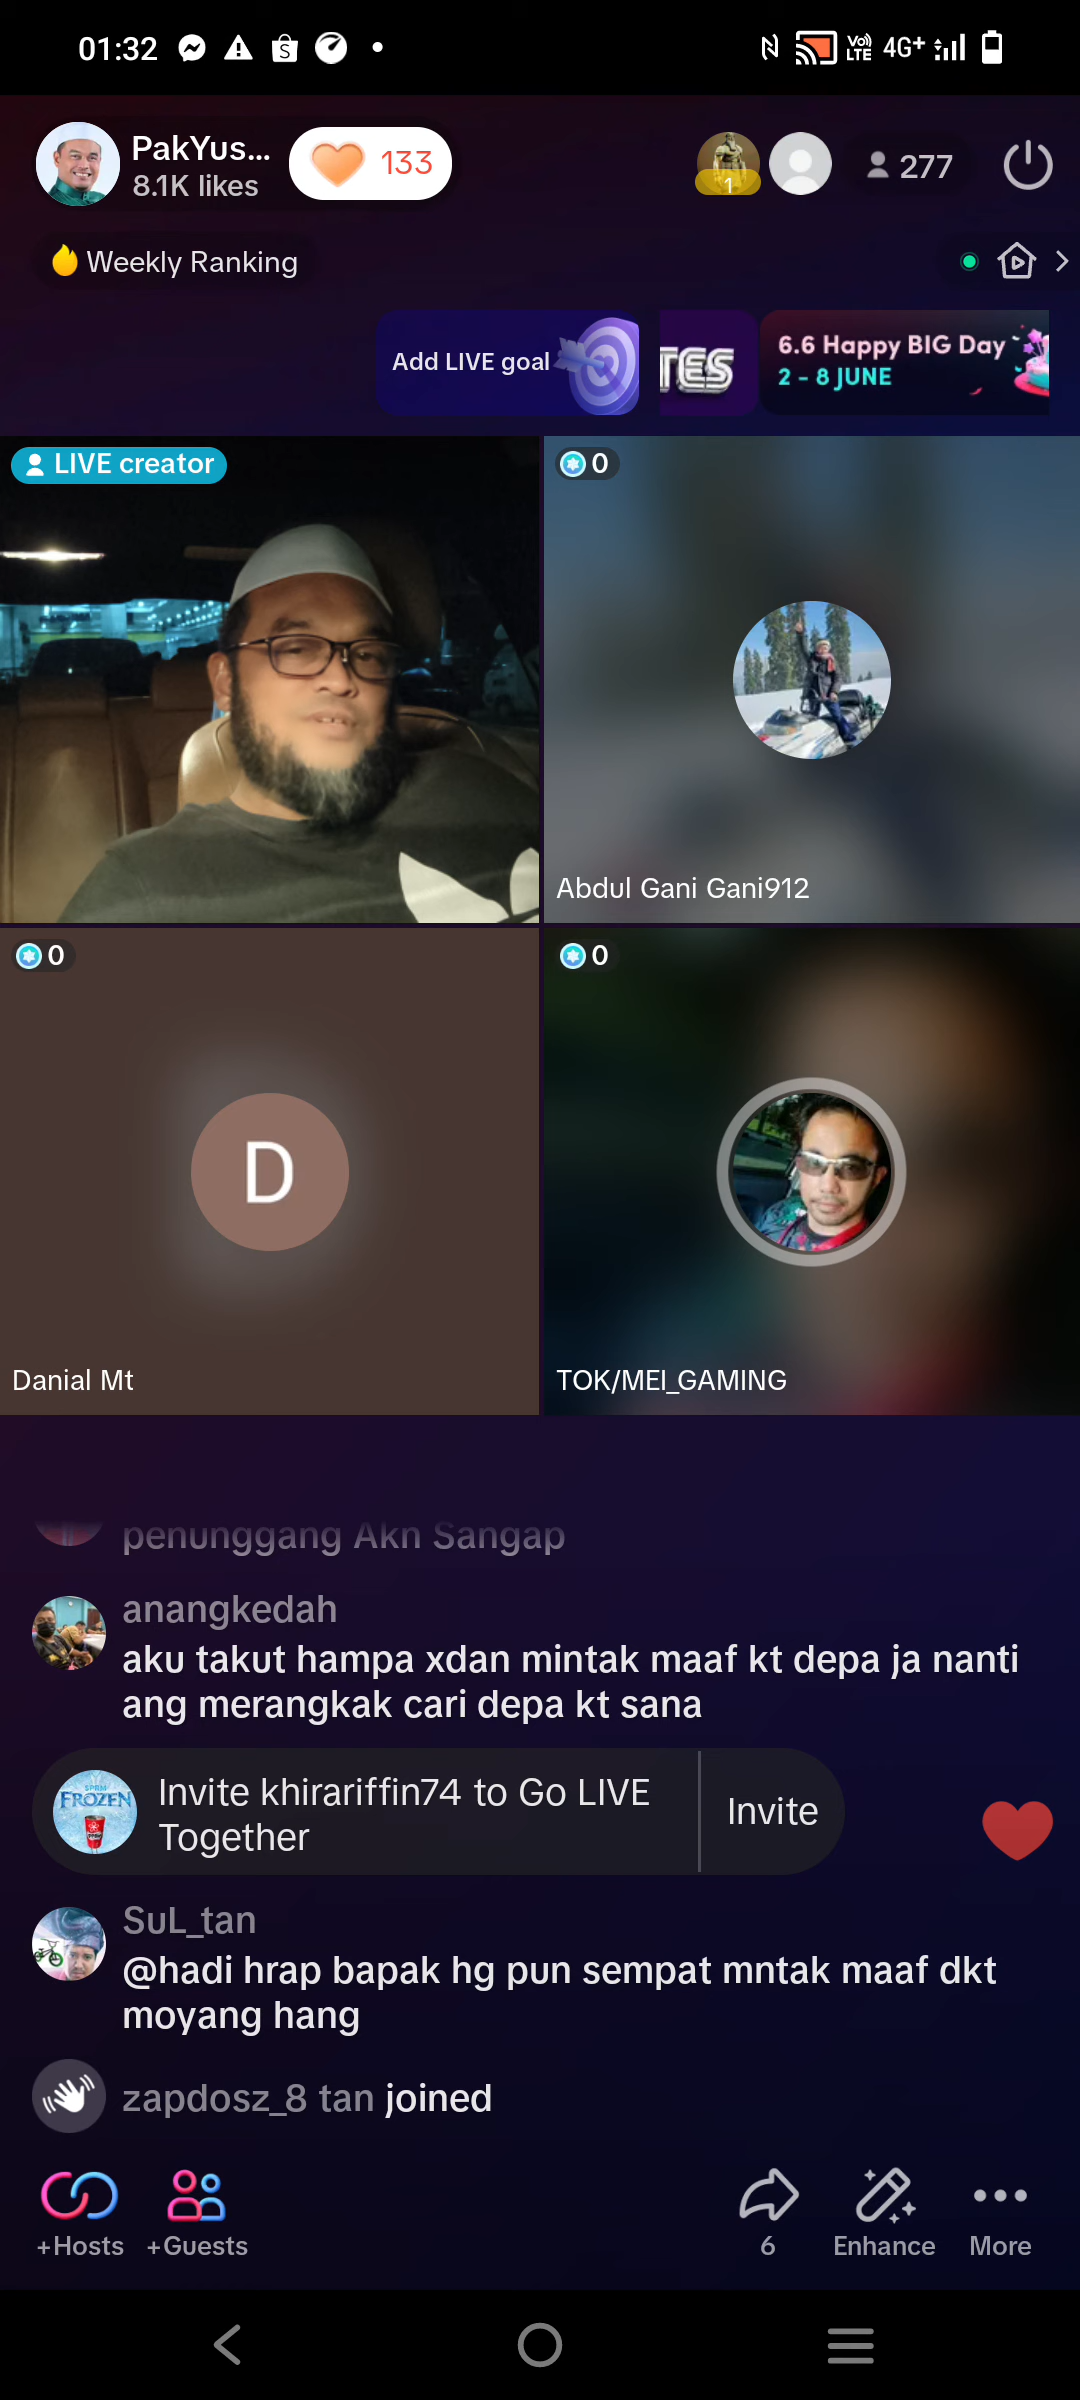 01:32
4G+
PakYus...
8.1K likes
133
1
277
Weekly Ranking
Add LIVE goal
TES
6.6 Happy BIG Day
2 - 8 JUNE
LIVE creator
0
Abdul Gani Gani912
0
D
Danial Mt
0
TOK/MEI_GAMING
penunggang Akn Sangap
anangkedah
aku takut hampa xdan mintak maaf kt depa ja nanti
ang merangkak cari depa kt sana
SPRM
FROZEN
Invite khirariffin74 to Go LIVE
Together
Invite
SuL_tan
@hadi hrap bapak hg pun sempat mntak maaf dkt
moyang hang
zapdosz_8 tan joined
+Hosts
+Guests
6
Enhance
More